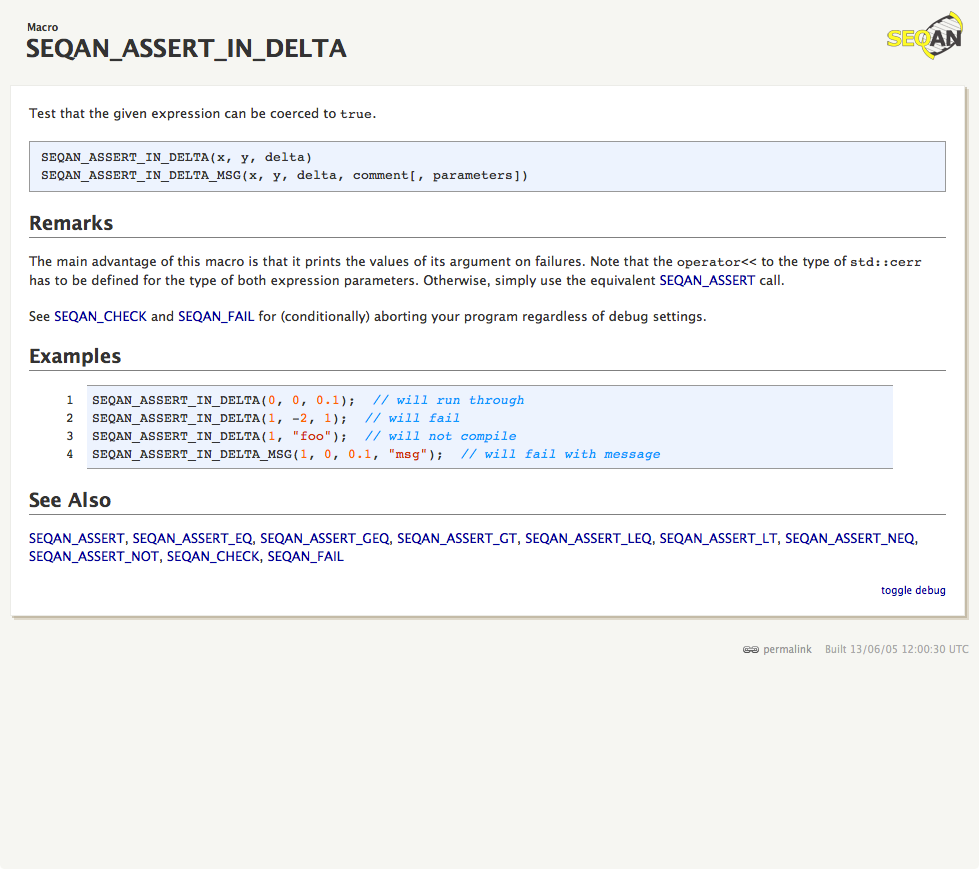 Macro
SEQAN_ASSERT_IN_DELTA
SEQAN
Test that the given expression can be coerced to true.
SEQAN_ASSERT_IN_DELTA(x, y, delta)
SEQAN_ASSERT_IN_DELTA_MSG(x, y, delta, comment[, parameters])
Remarks
The main advantage of this macro is that it prints the values of its argument on failures. Note that the operator<< to the type of std::cerr
has to be defined for the type of both expression parameters. Otherwise, simply use the equivalent SEQAN_ASSERT call.
See SEQAN_CHECK and SEQAN_FAIL for (conditionally) aborting your program regardless of debug settings.
Examples
1 SEQAN_ASSERT_IN_DELTA(0, 0, 0.1);  // will run through
2 SEQAN_ASSERT_IN_DELTA(1, -2, 1);  // will fail
3 SEQAN_ASSERT_IN_DELTA(1, "foo");  // will not compile
4 SEQAN_ASSERT_IN_DELTA_MSG(1, 0, 0.1, "msg");  // will fail with message
See Also
SEQAN_ASSERT, SEQAN_ASSERT_EQ, SEQAN_ASSERT_GEQ, SEQAN_ASSERT_GT, SEQAN_ASSERT_LEQ, SEQAN_ASSERT_LT, SEQAN_ASSERT_NEQ,
SEQAN_ASSERT_NOT, SEQAN_CHECK, SEQAN_FAIL
toggle debug
permalink Built 13/06/05 12:00:30 UTC